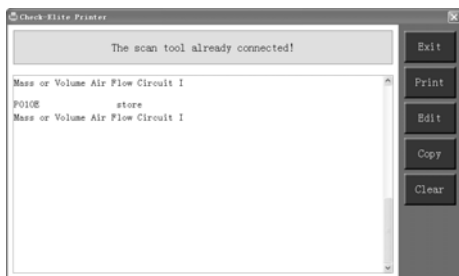 Check-Elite Printer
The scan tool already connected!
Mass or Volume Air Flow Circuit I
P010E store
Mass or Volume Air Flow Circuit I
Exit
Print
Edit
Copy
Clear